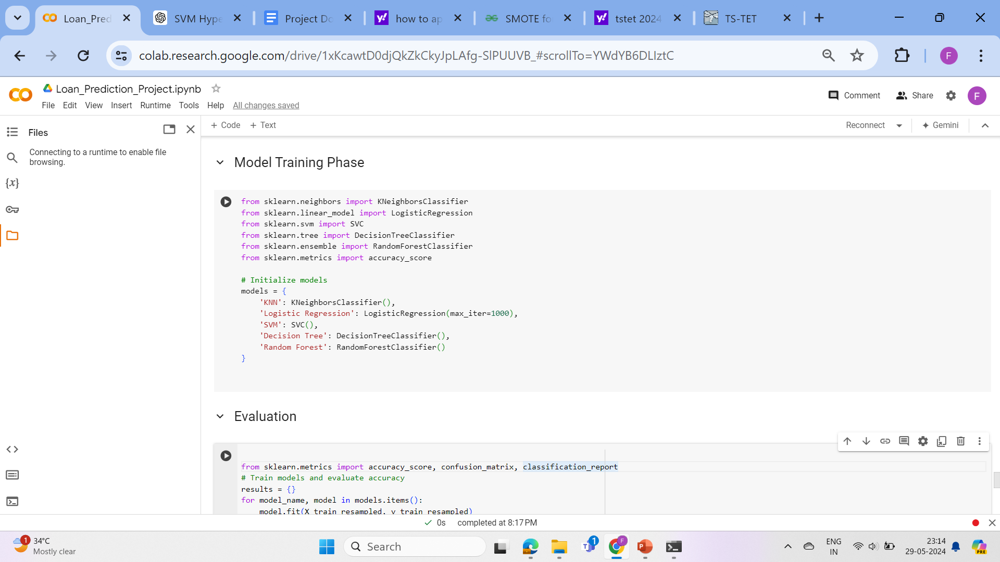 Loan_Pred
SVM Hype
Project Do
how to ap
SMOTE fo
tstet 2024
TS-TET
colab.research.google.com/drive/1xKcawtD0djQkZkCkyJpLAfg-SlPUUVB_#scrollTo=YWdYB6DLIztC
F
Loan_Prediction_Project.ipynb
Comment
Share
F
File Edit View Insert Runtime Tools Help All changes saved
Files
+ Code + Text
Reconnect
Gemini
Connecting to a runtime to enable file
browsing.
{x}
Model Training Phase
from sklearn.neighbors import KNeighborsClassifier
from sklearn.linear_model import LogisticRegression
from sklearn.svm import SVC
from sklearn.tree import DecisionTreeClassifier
from sklearn.ensemble import RandomForestClassifier
from sklearn.metrics import accuracy_score
# Initialize models
models = {
'KNN': KNeighborsClassifier(),
'Logistic Regression': LogisticRegression(max_iter=1000),
'SVM': SVC(),
'Decision Tree': DecisionTreeClassifier(),
'Random Forest': RandomForestClassifier()
}
Evaluation
from sklearn.metrics import accuracy_score, confusion_matrix, classification_report
# Train models and evaluate accuracy
results = {}
for model_name, model in models.items():
model.fit(X_train_resampled, y_train_resampled)
0s completed at 8:17 PM
1
34°C
Mostly clear
Search
1
F
ENG
IN
23:14
29-05-2024
PRE